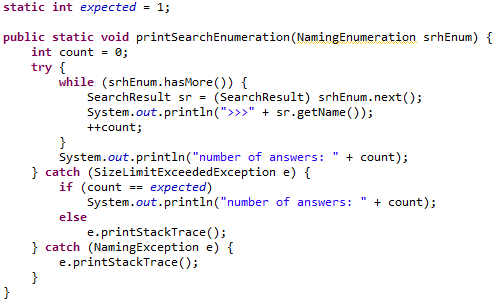 static int expected = 1;
public static void printSearchEnumeration(NamingEnumeration srhEnum) {
    int count = 0;
    try {
        while (srhEnum.hasMore()) {
            SearchResult sr = (SearchResult) srhEnum.next();
            System.out.println(">>>" + sr.getName());
            ++count;
        }
        System.out.println("number of answers: " + count);
    } catch (SizeLimitExceededException e) {
        if (count == expected)
            System.out.println("number of answers: " + count);
        else
            e.printStackTrace();
    } catch (NamingException e) {
        e.printStackTrace();
    }
}